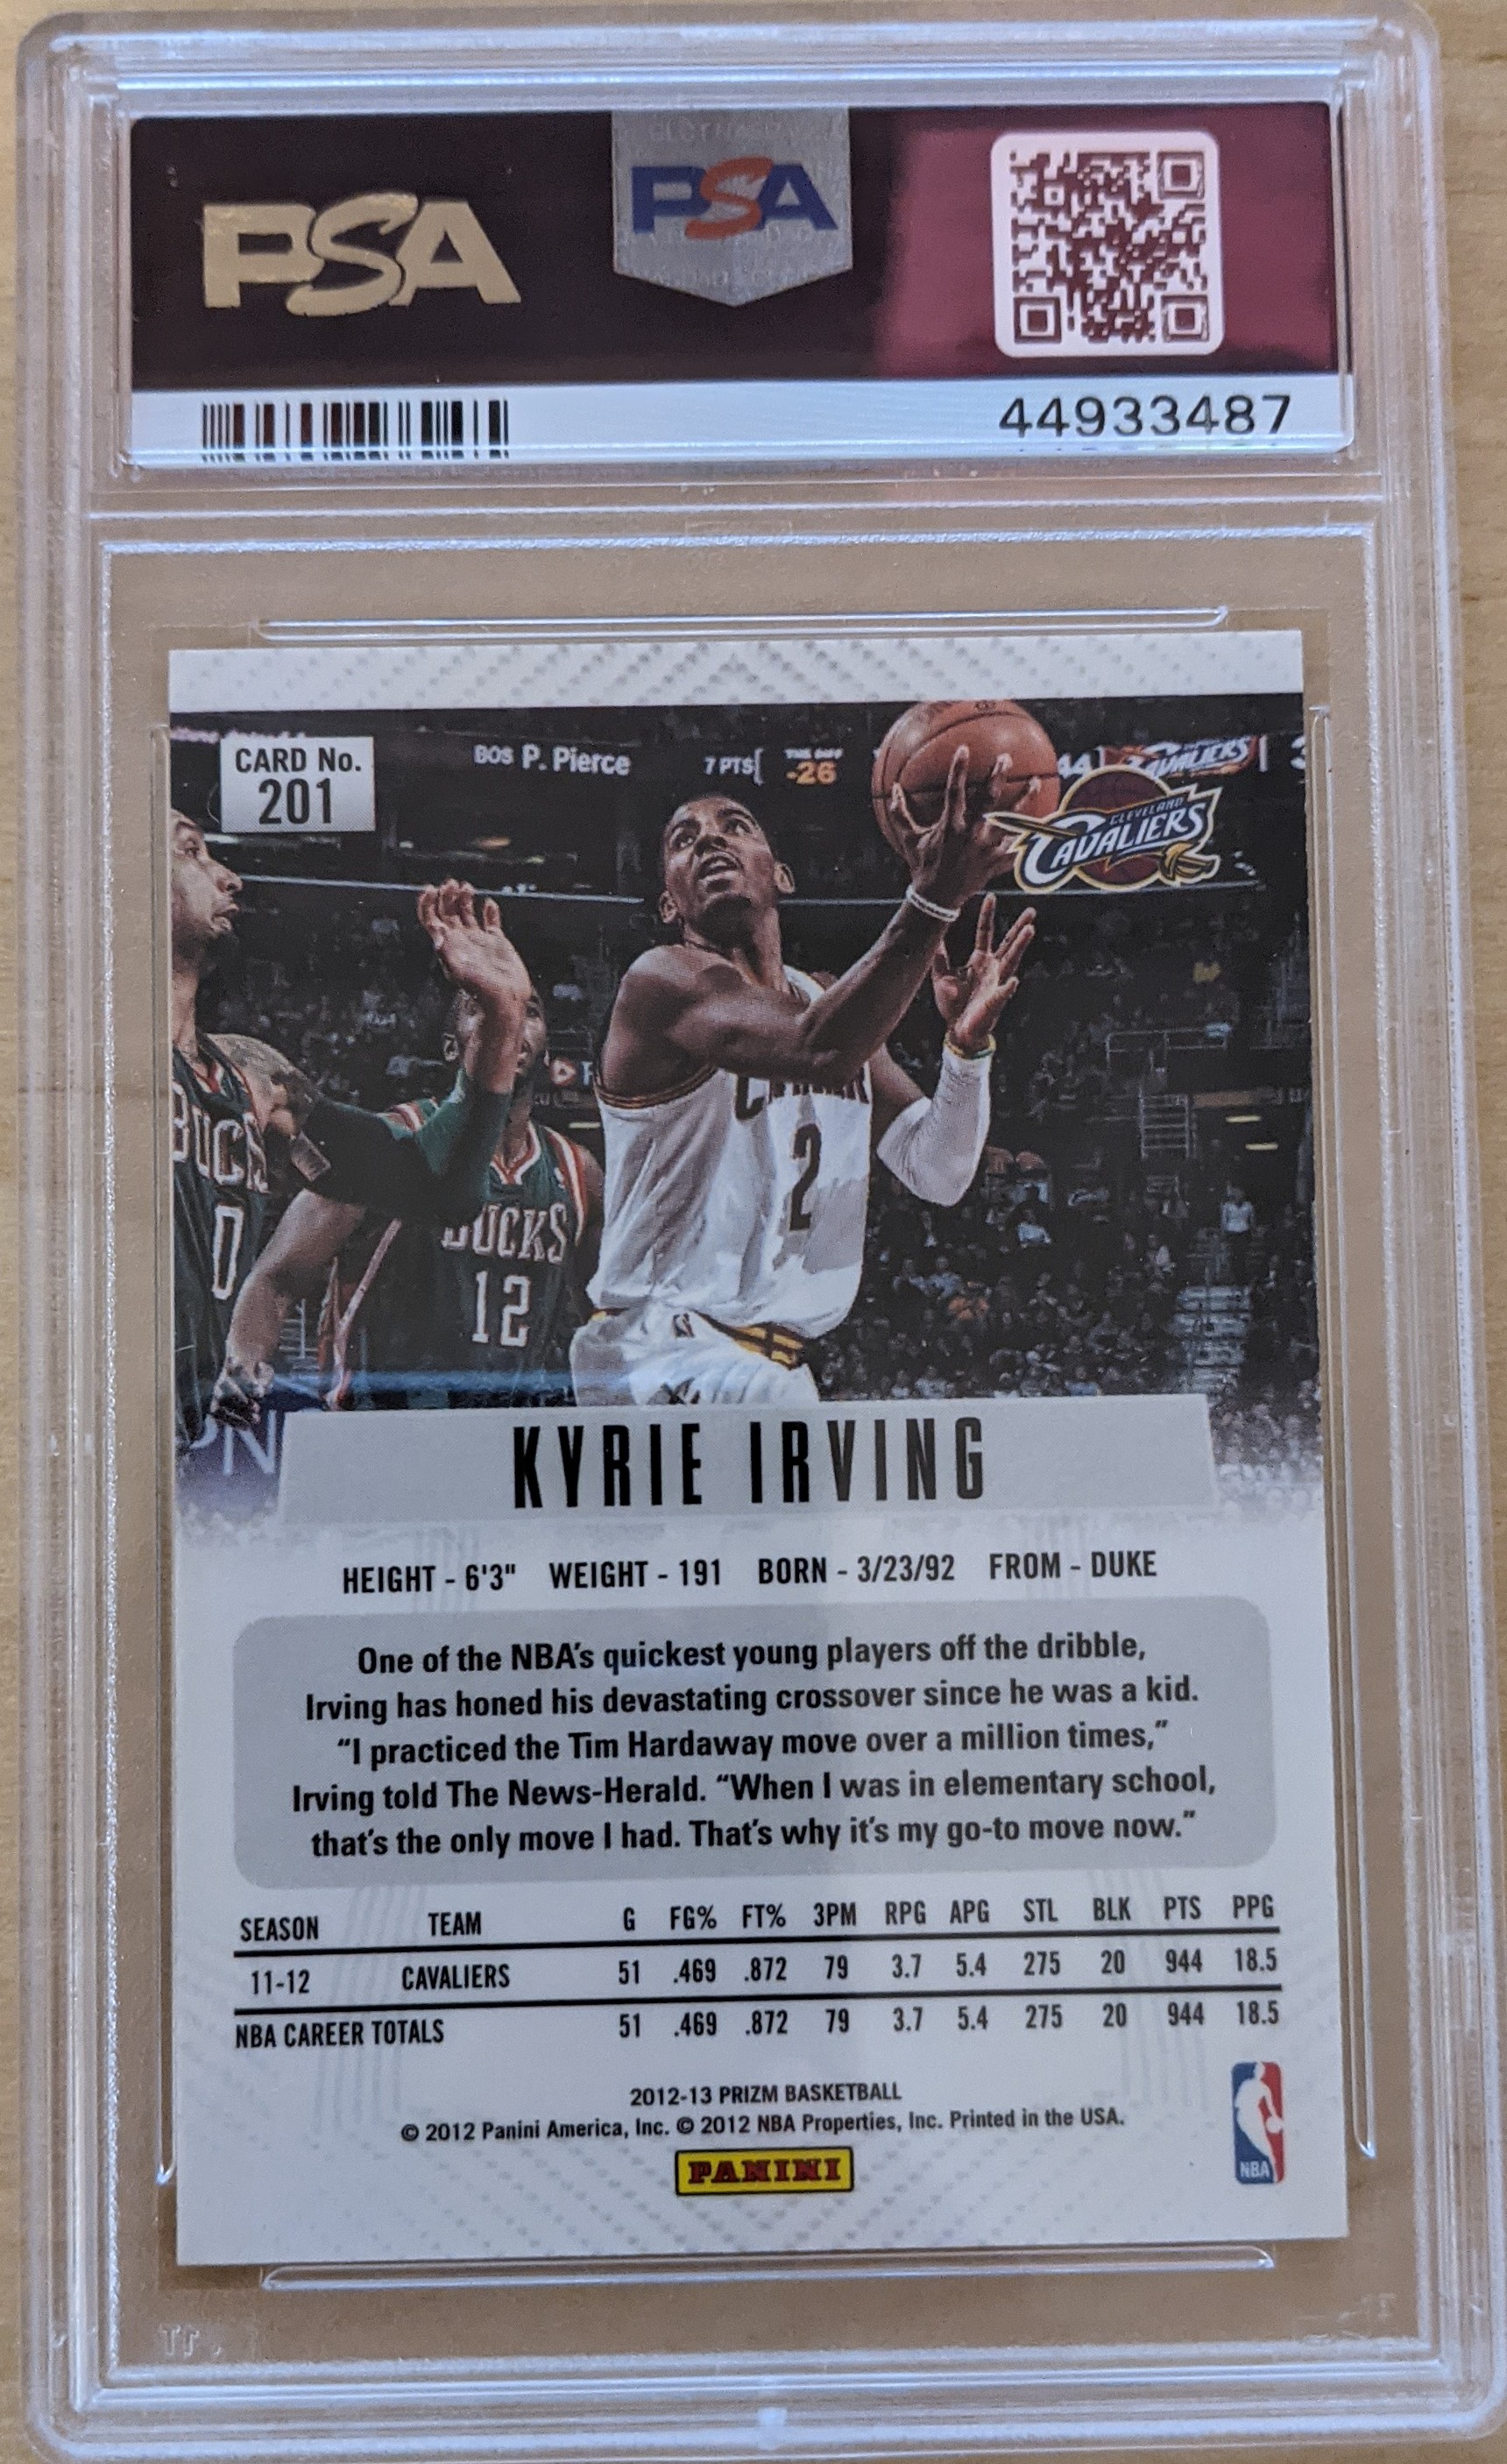 PSA
PSA
44933487
CARD No.
201
BOS P. Pierce 7 PTS -26
44 CAVALIERS
CLEVELAND
CAVALIERS
BUCK
0
BUCKS
12
2
KYRIE IRVING
HEIGHT - 6'3" WEIGHT - 191 BORN - 3/23/92 FROM - DUKE
One of the NBA's quickest young players off the dribble,
Irving has honed his devastating crossover since he was a kid.
“I practiced the Tim Hardaway move over a million times,”
Irving told The News-Herald. “When I was in elementary school,
that's the only move I had. That's why it's my go-to move now.”
SEASON TEAM G FG% FT% 3PM RPG APG STL BLK PTS PPG
11-12 CAVALIERS 51 .469 .872 79 3.7 5.4 275 20 944 18.5
NBA CAREER TOTALS 51 .469 .872 79 3.7 5.4 275 20 944 18.5
2012-13 PRIZM BASKETBALL
© 2012 Panini America, Inc. © 2012 NBA Properties, Inc. Printed in the USA.
PANINI
NBA